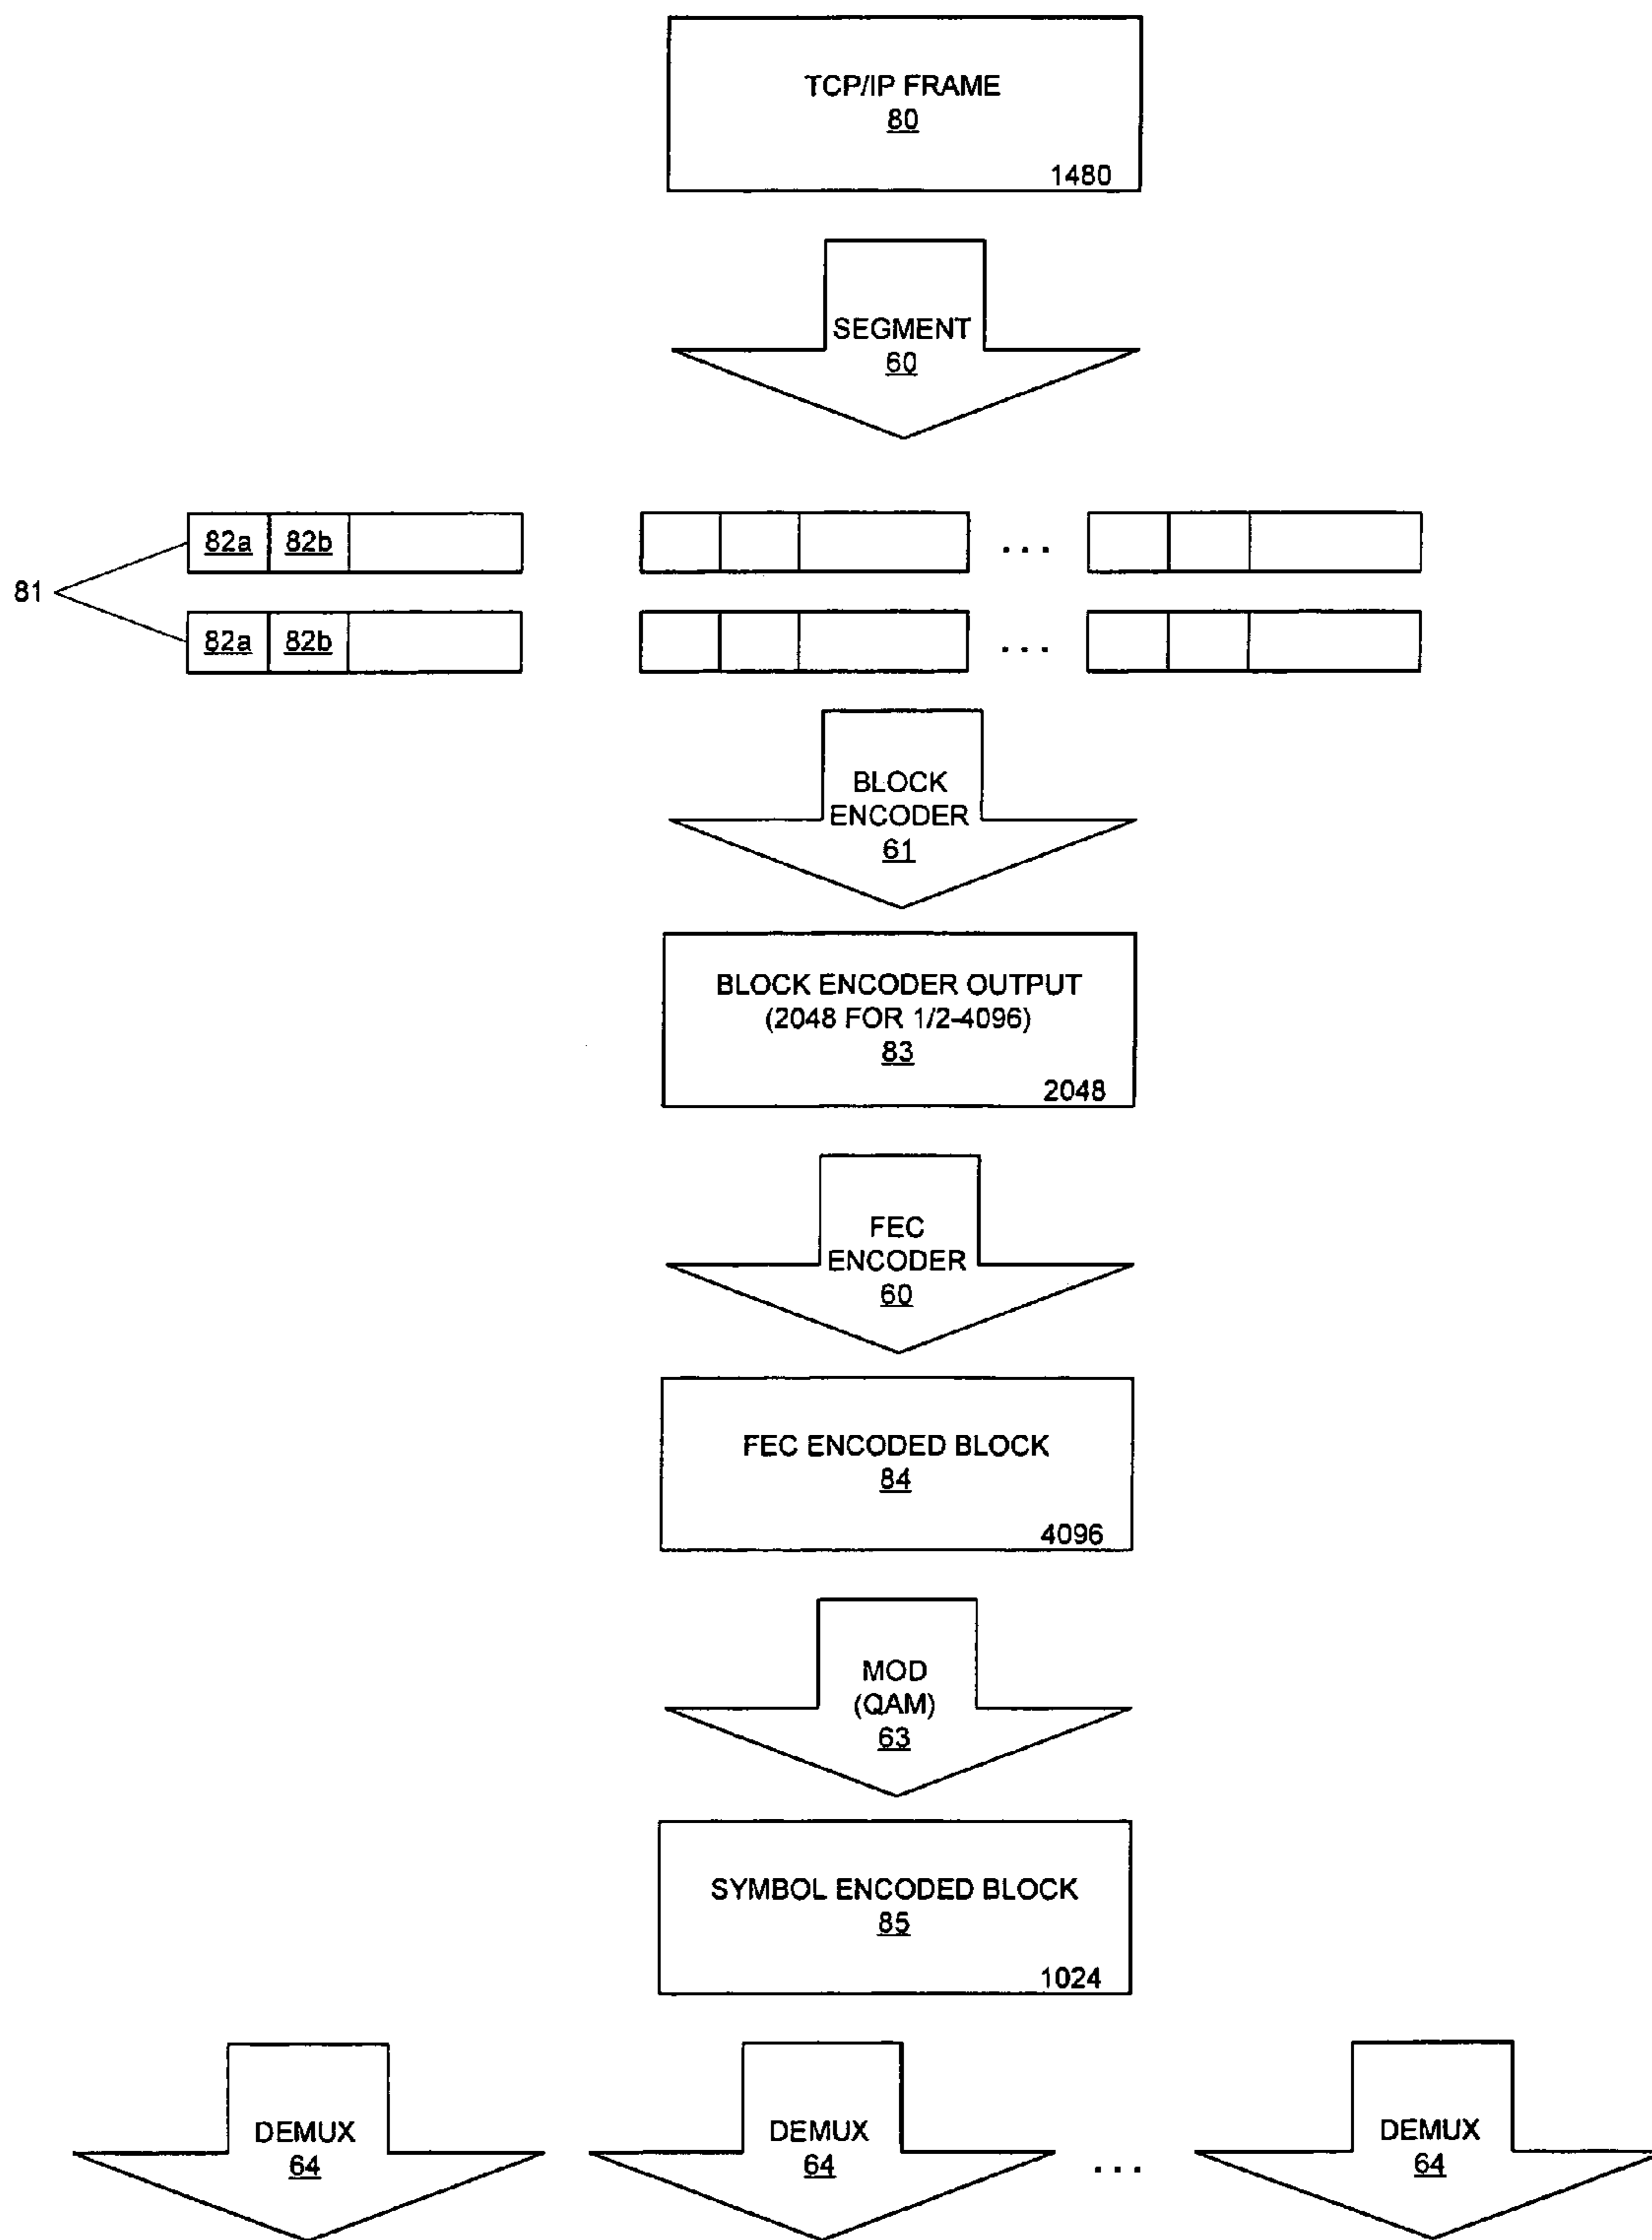 TCP/IP FRAME
80
1480
SEGMENT
60
82a 82b
...
81
82a 82b
...
BLOCK
ENCODER
61
BLOCK ENCODER OUTPUT
(2048 FOR 1/2-4096)
83
2048
FEC
ENCODER
60
FEC ENCODED BLOCK
84
4096
MOD
(QAM)
63
SYMBOL ENCODED BLOCK
85
1024
DEMUX
64
DEMUX
64
...
DEMUX
64